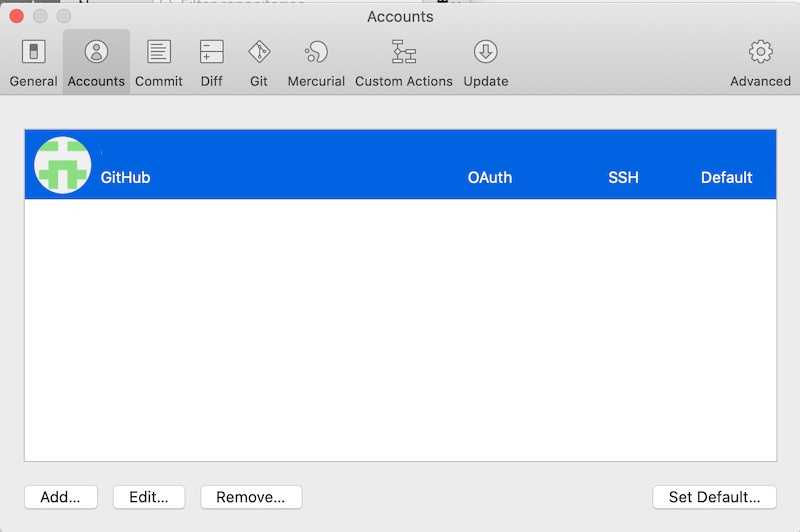 Accounts
General Accounts Commit Diff Git Mercurial Custom Actions Update Advanced
GitHub OAuth SSH Default
Add... Edit... Remove... Set Default...